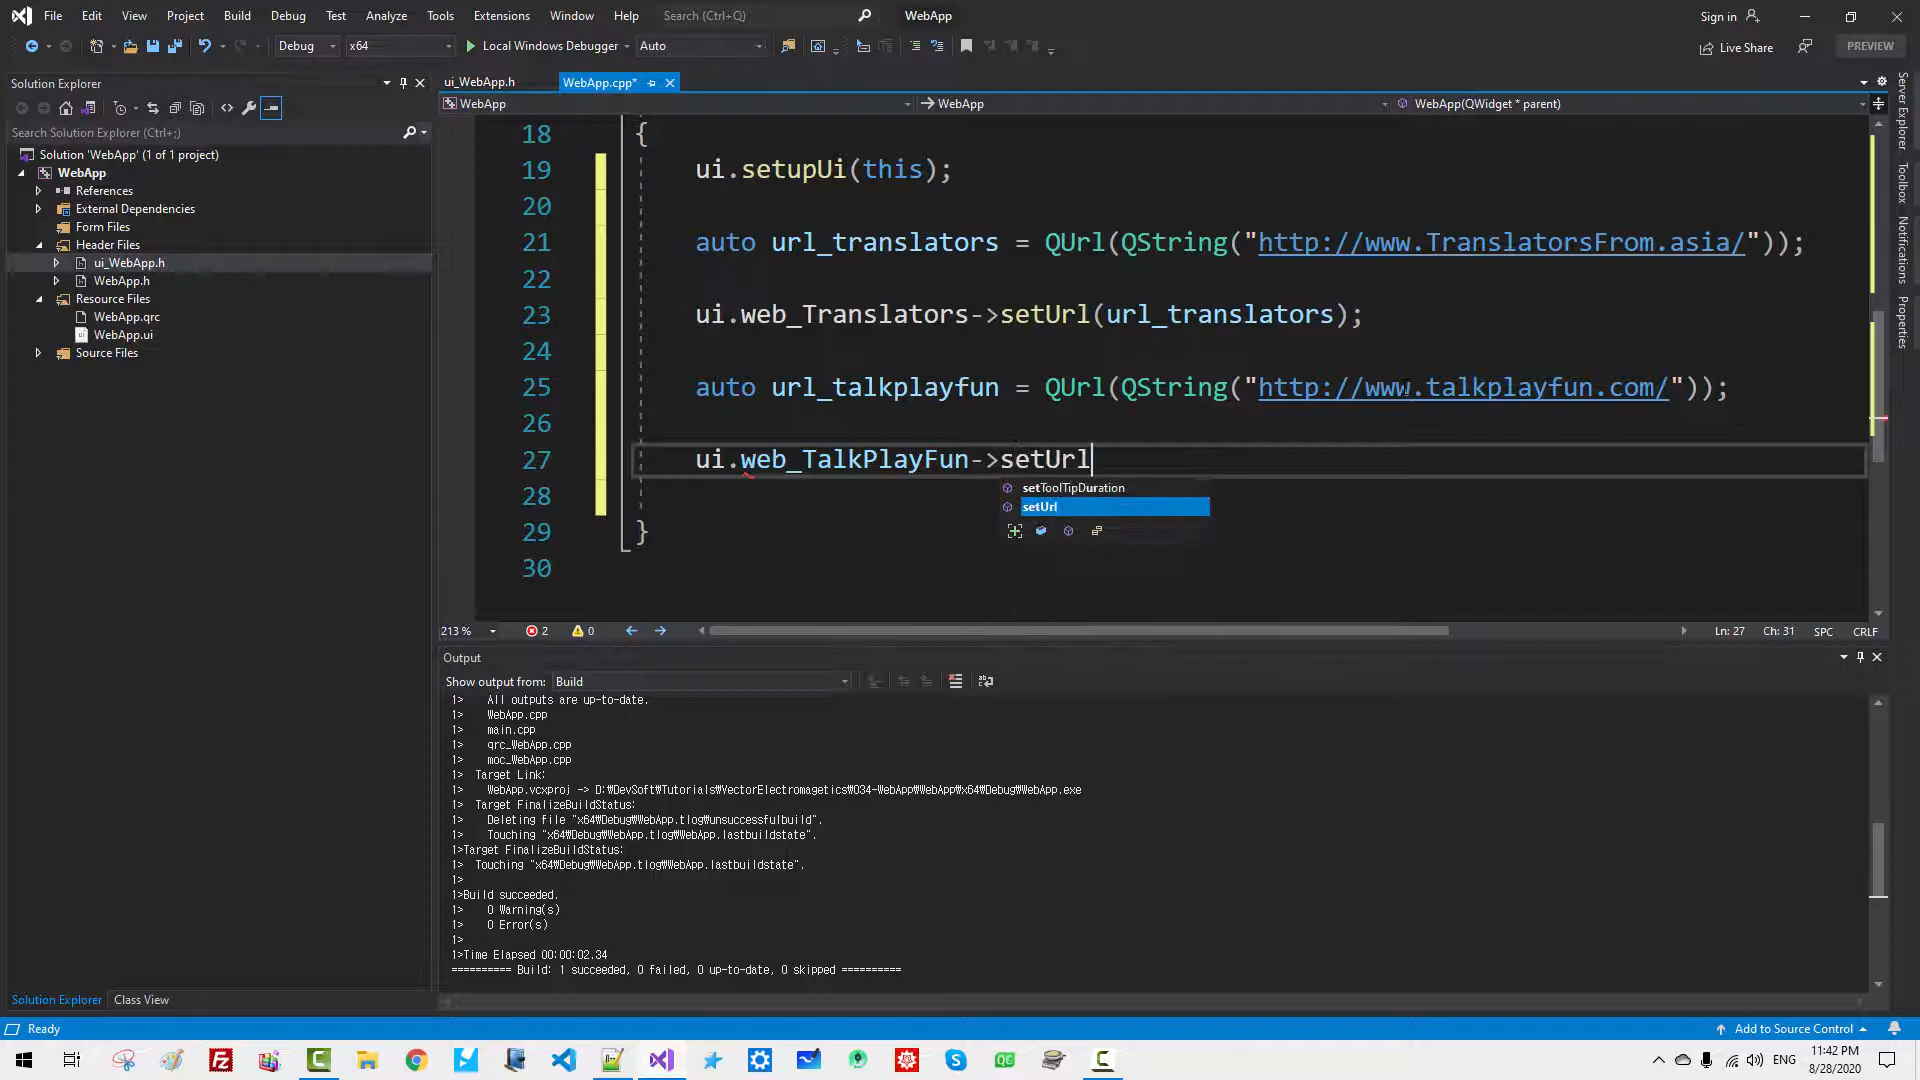 File Edit View Project Build Debug Test Analyze Tools Extensions Window Help Search (Ctrl+Q) WebApp Sign in
Debug x64 Local Windows Debugger Auto Live Share PREVIEW
Solution Explorer
Search Solution Explorer (Ctrl+;)
Solution 'WebApp' (1 of 1 project)
WebApp
References
External Dependencies
Form Files
Header Files
ui_WebApp.h
WebApp.h
Resource Files
WebApp.qrc
WebApp.ui
Source Files
Solution Explorer Class View
ui_WebApp.h WebApp.cpp*
WebApp WebApp WebApp(QWidget * parent)
18 {
19 ui.setupUi(this);
20
21 auto url_translators = QUrl(QString("http://www.TranslatorsFrom.asia/"));
22
23 ui.web_Translators->setUrl(url_translators);
24
25 auto url_talkplayfun = QUrl(QString("http://www.talkplayfun.com/"));
26
27 ui.web_TalkPlayFun->setUrl
28
29 }
30
setToolTipDuration
setUrl
213 % 2 0 Ln: 27 Ch: 31 SPC CRLF
Output
Show output from: Build
1> All outputs are up-to-date.
1> WebApp.cpp
1> main.cpp
1> qrc_WebApp.cpp
1> moc_WebApp.cpp
1> Target Link:
1> WebApp.vcxproj -> D:₩DevSoft₩Tutorials₩VectorElectromagetics₩034-WebApp₩WebApp₩x64₩Debug₩WebApp.exe
1> Target FinalizeBuildStatus:
1> Deleting file "x64₩Debug₩WebApp.tlog₩unsuccessfulbuild".
1> Touching "x64₩Debug₩WebApp.tlog₩WebApp.lastbuildstate".
1>Target FinalizeBuildStatus:
1> Touching "x64₩Debug₩WebApp.tlog₩WebApp.lastbuildstate".
1>
1>Build succeeded.
1> 0 Warning(s)
1> 0 Error(s)
1>
1>Time Elapsed 00:00:02.34
========== Build: 1 succeeded, 0 failed, 0 up-to-date, 0 skipped ==========
Server Explorer
Toolbox
Notifications
Properties
Ready Add to Source Control
ENG 11:42 PM
8/28/2020